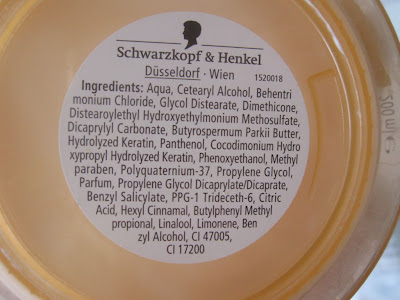 Schwarzkopf & Henkel
Düsseldorf · Wien 1520018
Ingredients: Aqua, Cetearyl Alcohol, Behentri
monium Chloride, Glycol Distearate, Dimethicone,
Distearoylethyl Hydroxyethylmonium Methosulfate,
Dicaprylyl Carbonate, Butyrospermum Parkii Butter,
Hydrolyzed Keratin, Panthenol, Cocodimonium Hydro
xypropyl Hydrolyzed Keratin, Phenoxyethanol, Methyl
paraben, Polyquaternium-37, Propylene Glycol,
Parfum, Propylene Glycol Dicaprylate/Dicaprate,
Benzyl Salicylate, PPG-1 Trideceth-6, Citric
Acid, Hexyl Cinnamal, Butylphenyl Methyl
propional, Linalool, Limonene, Ben
zyl Alcohol, CI 47005,
CI 17200
200 ml e